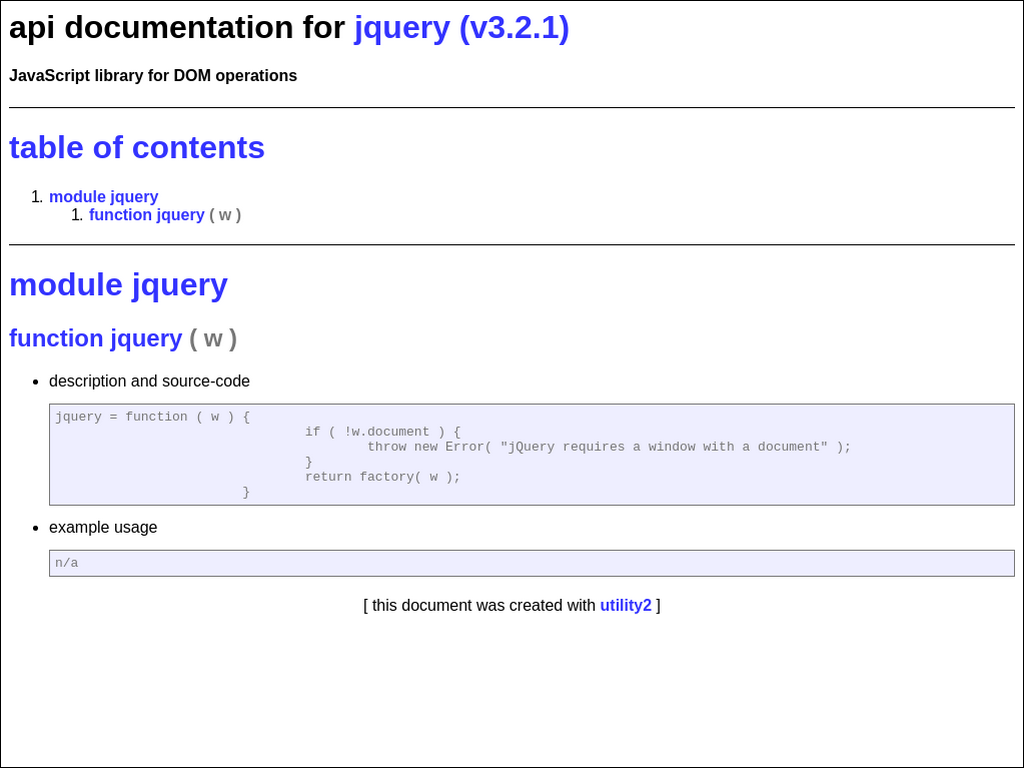 api documentation for jquery (v3.2.1)
JavaScript library for DOM operations
table of contents
1. module jquery
1. function jquery ( w )
module jquery
function jquery ( w )
• description and source-code
jquery = function ( w ) {
if ( !w.document ) {
throw new Error( "jQuery requires a window with a document" );
}
return factory( w );
}
• example usage
n/a
[ this document was created with utility2 ]